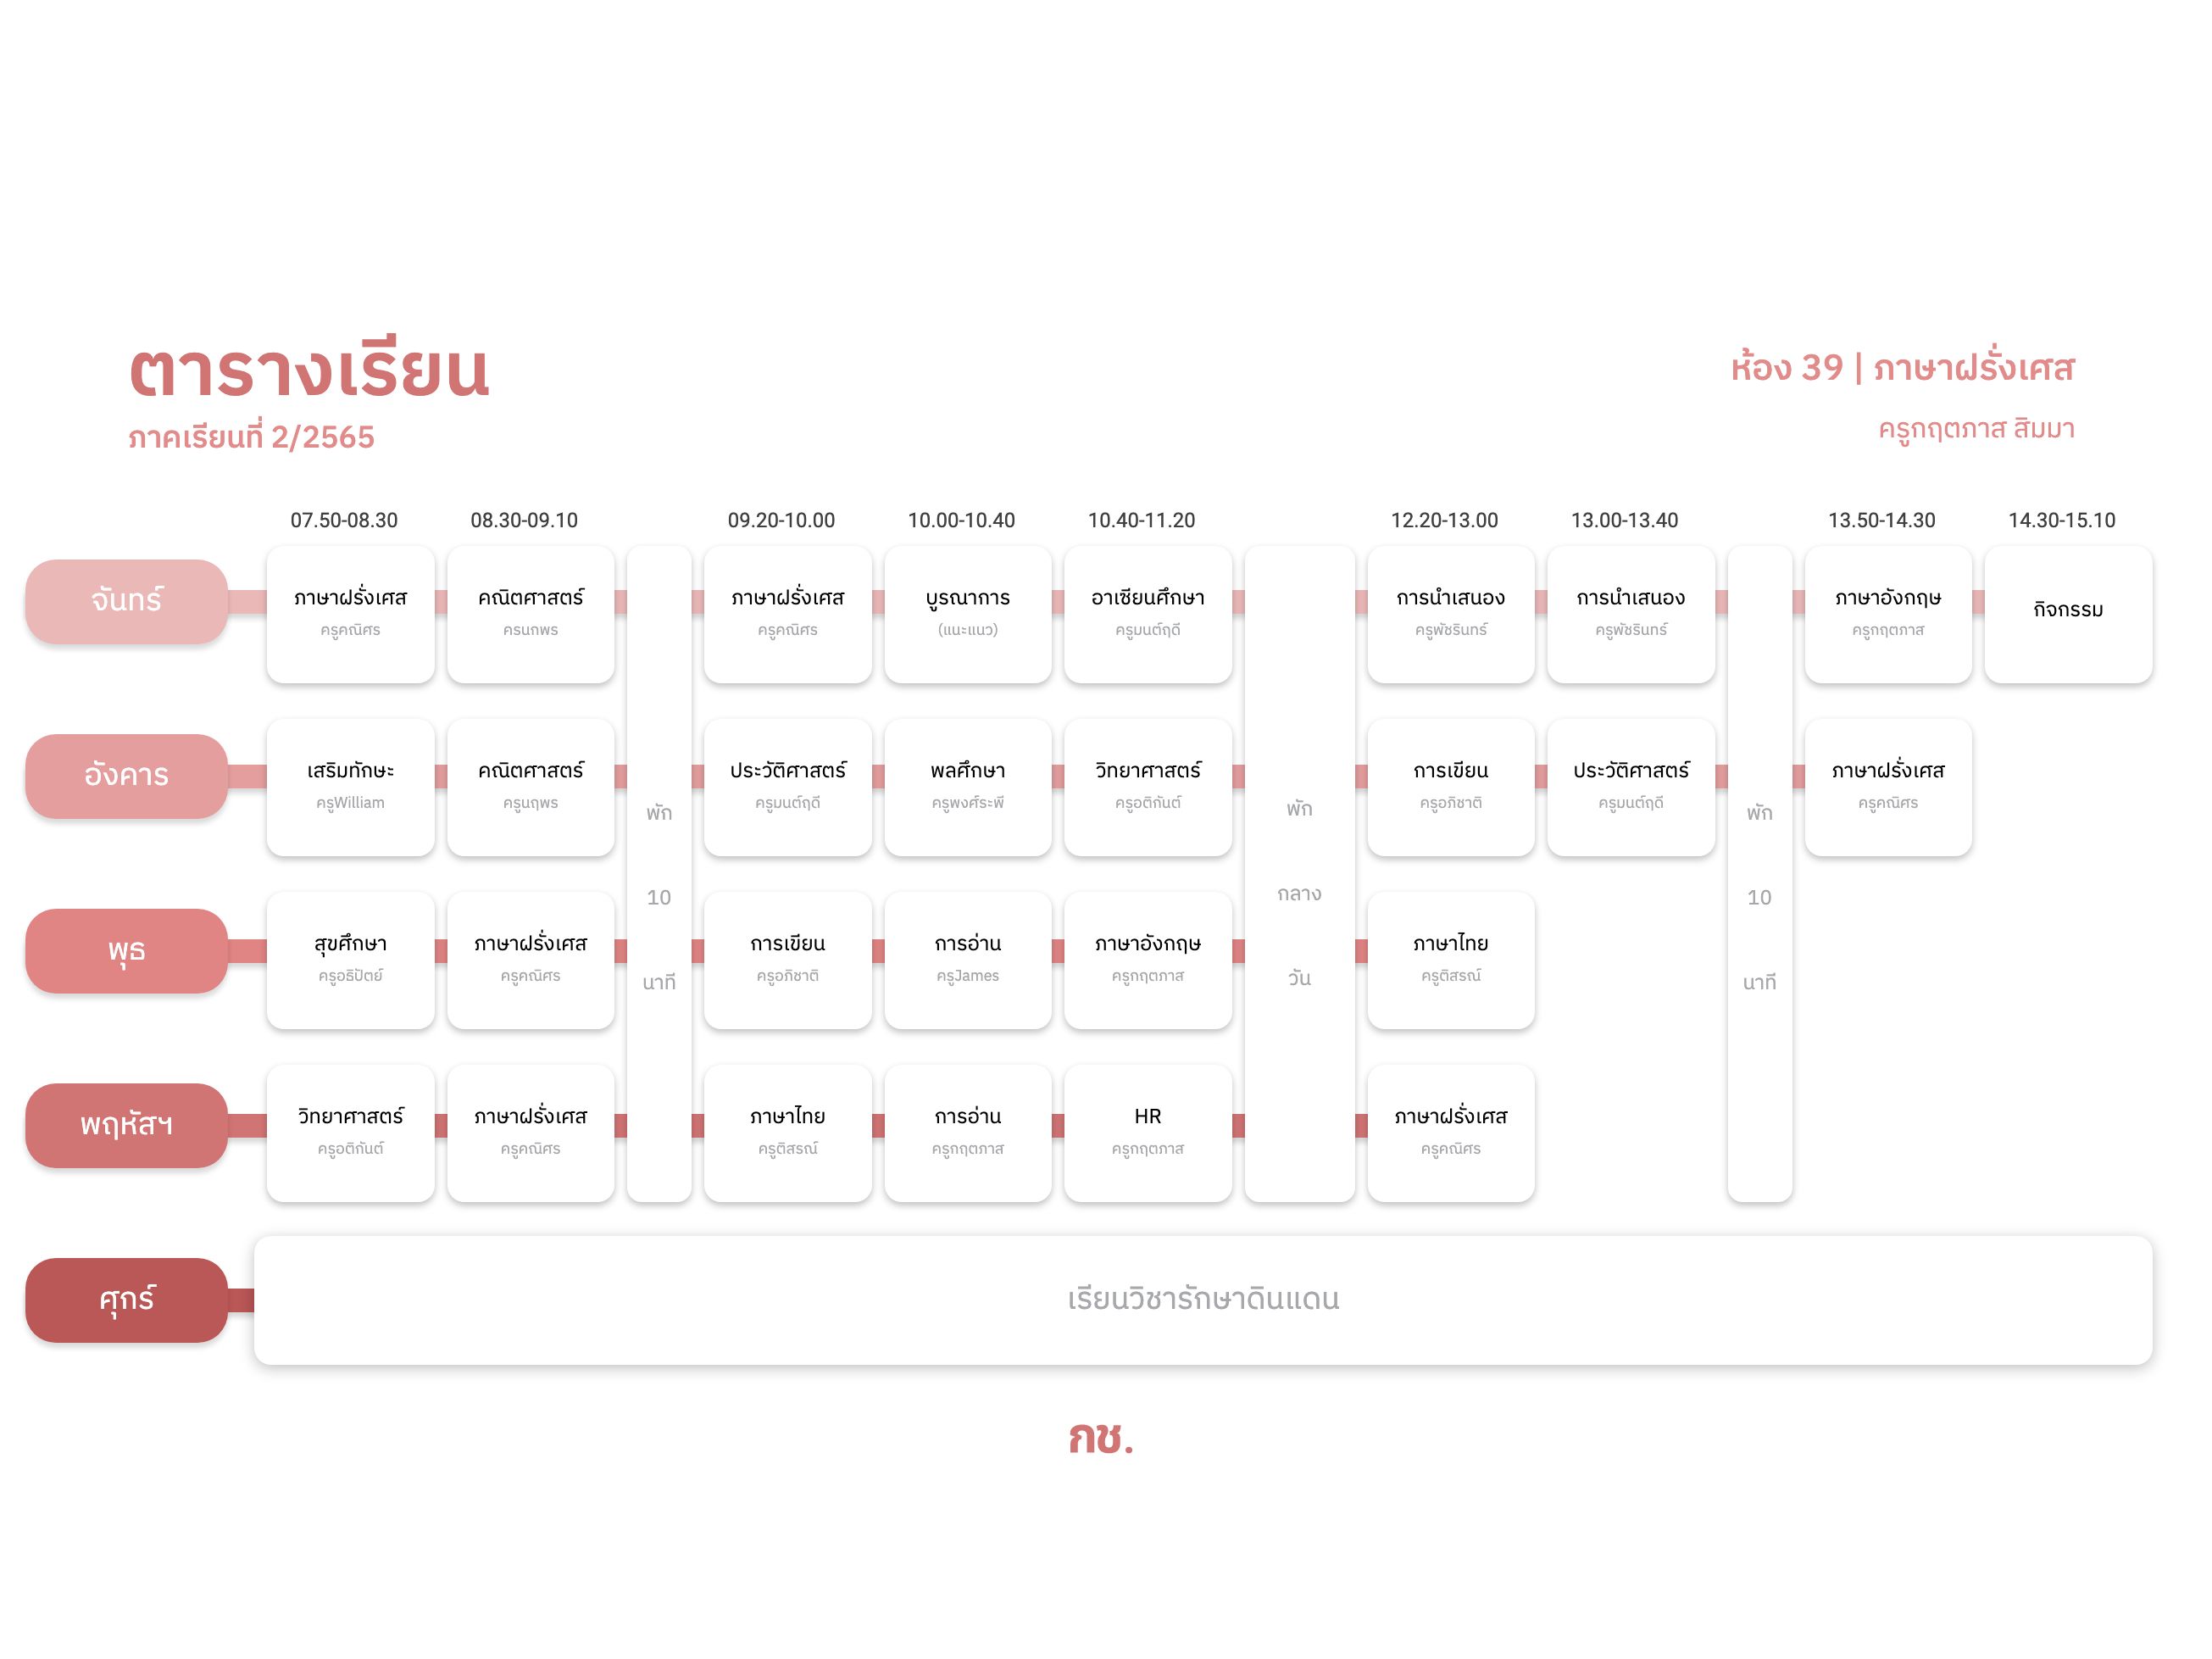 ตารางเรียน
ภาคเรียนที่ 2/2565
ห้อง 39 | ภาษาฝรั่งเศส
ครูกฤตภาส สิมมา
07.50-08.30 08.30-09.10 09.20-10.00 10.00-10.40 10.40-11.20 12.20-13.00 13.00-13.40 13.50-14.30 14.30-15.10
จันทร์
ภาษาฝรั่งเศส คณิตศาสตร์ ภาษาฝรั่งเศส บูรณาการ อาเซียนศึกษา การนำเสนอง การนำเสนอง ภาษาอังกฤษ กิจกรรม
ครูคณิศร ครนฤพร ครูคณิศร (แนะแนว) ครูมนต์ฤดี ครูพัชรินทร์ ครูพัชรินทร์ ครูกฤตภาส
อังคาร
เสริมทักษะ คณิตศาสตร์ ประวัติศาสตร์ พลศึกษา วิทยาศาสตร์ การเขียน ประวัติศาสตร์ ภาษาฝรั่งเศส
ครูWilliam ครูนฤพร ครูมนต์ฤดี ครูพงศ์ระพี ครูอติกันต์ ครูอภิชาติ ครูมนต์ฤดี ครูคณิศร
พุธ
สุขศึกษา ภาษาฝรั่งเศส การเขียน การอ่าน ภาษาอังกฤษ ภาษาไทย
ครูอธิปัตย์ ครูคณิศร ครูอภิชาติ ครูJames ครูกฤตภาส ครูติสรณ์
พฤหัสฯ
วิทยาศาสตร์ ภาษาฝรั่งเศส ภาษาไทย การอ่าน HR ภาษาฝรั่งเศส
ครูอติกันต์ ครูคณิศร ครูติสรณ์ ครูกฤตภาส ครูกฤตภาส ครูคณิศร
พัก
10
นาที
พัก
กลาง
วัน
พัก
10
นาที
ศุกร์
เรียนวิชารักษาดินแดน
กช.